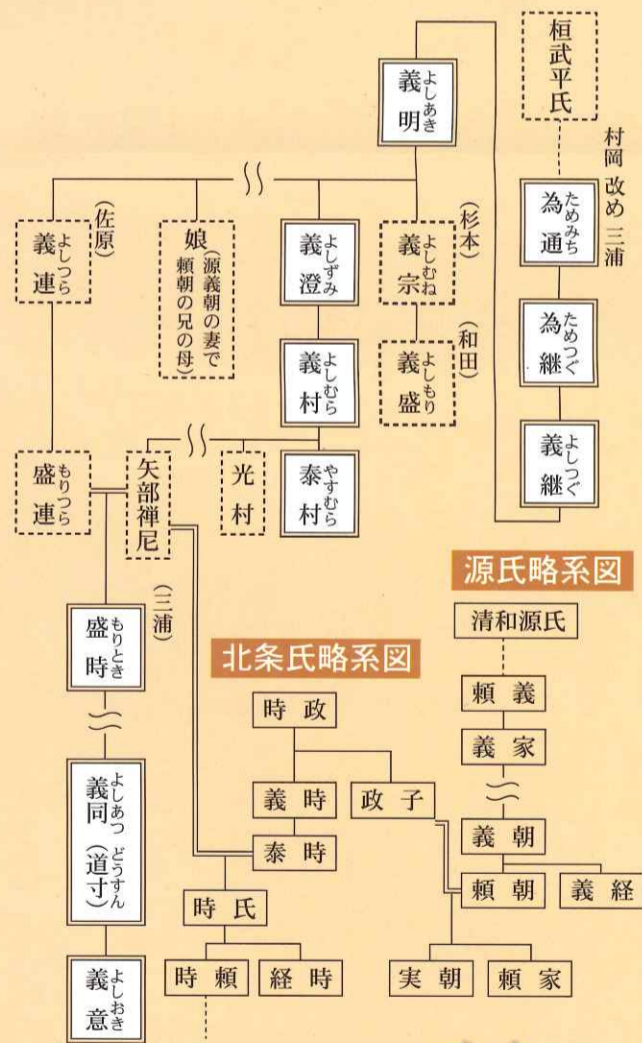 桓武平氏
村岡 改め 三浦
為通 ためみち
為継 ためつぐ
義継 よしつぐ
義明 よしあき
(杉本)
義宗 よしむね
(和田)
義盛 よしもり
義澄 よしずみ
義村 よしむら
泰村 やすむら
光村
矢部禅尼
娘 (源義朝の妻で
頼朝の兄の母)
(佐原)
義連 よしつら
盛連 もりつら
(三浦)
盛時 もりとき
義同 (道寸) よしあつ どうすん
義意 よしおき
源氏略系図
清和源氏
頼義
義家
義朝
義経
頼朝
頼家
実朝
北条氏略系図
時政
政子
義時
泰時
時氏
経時
時頼